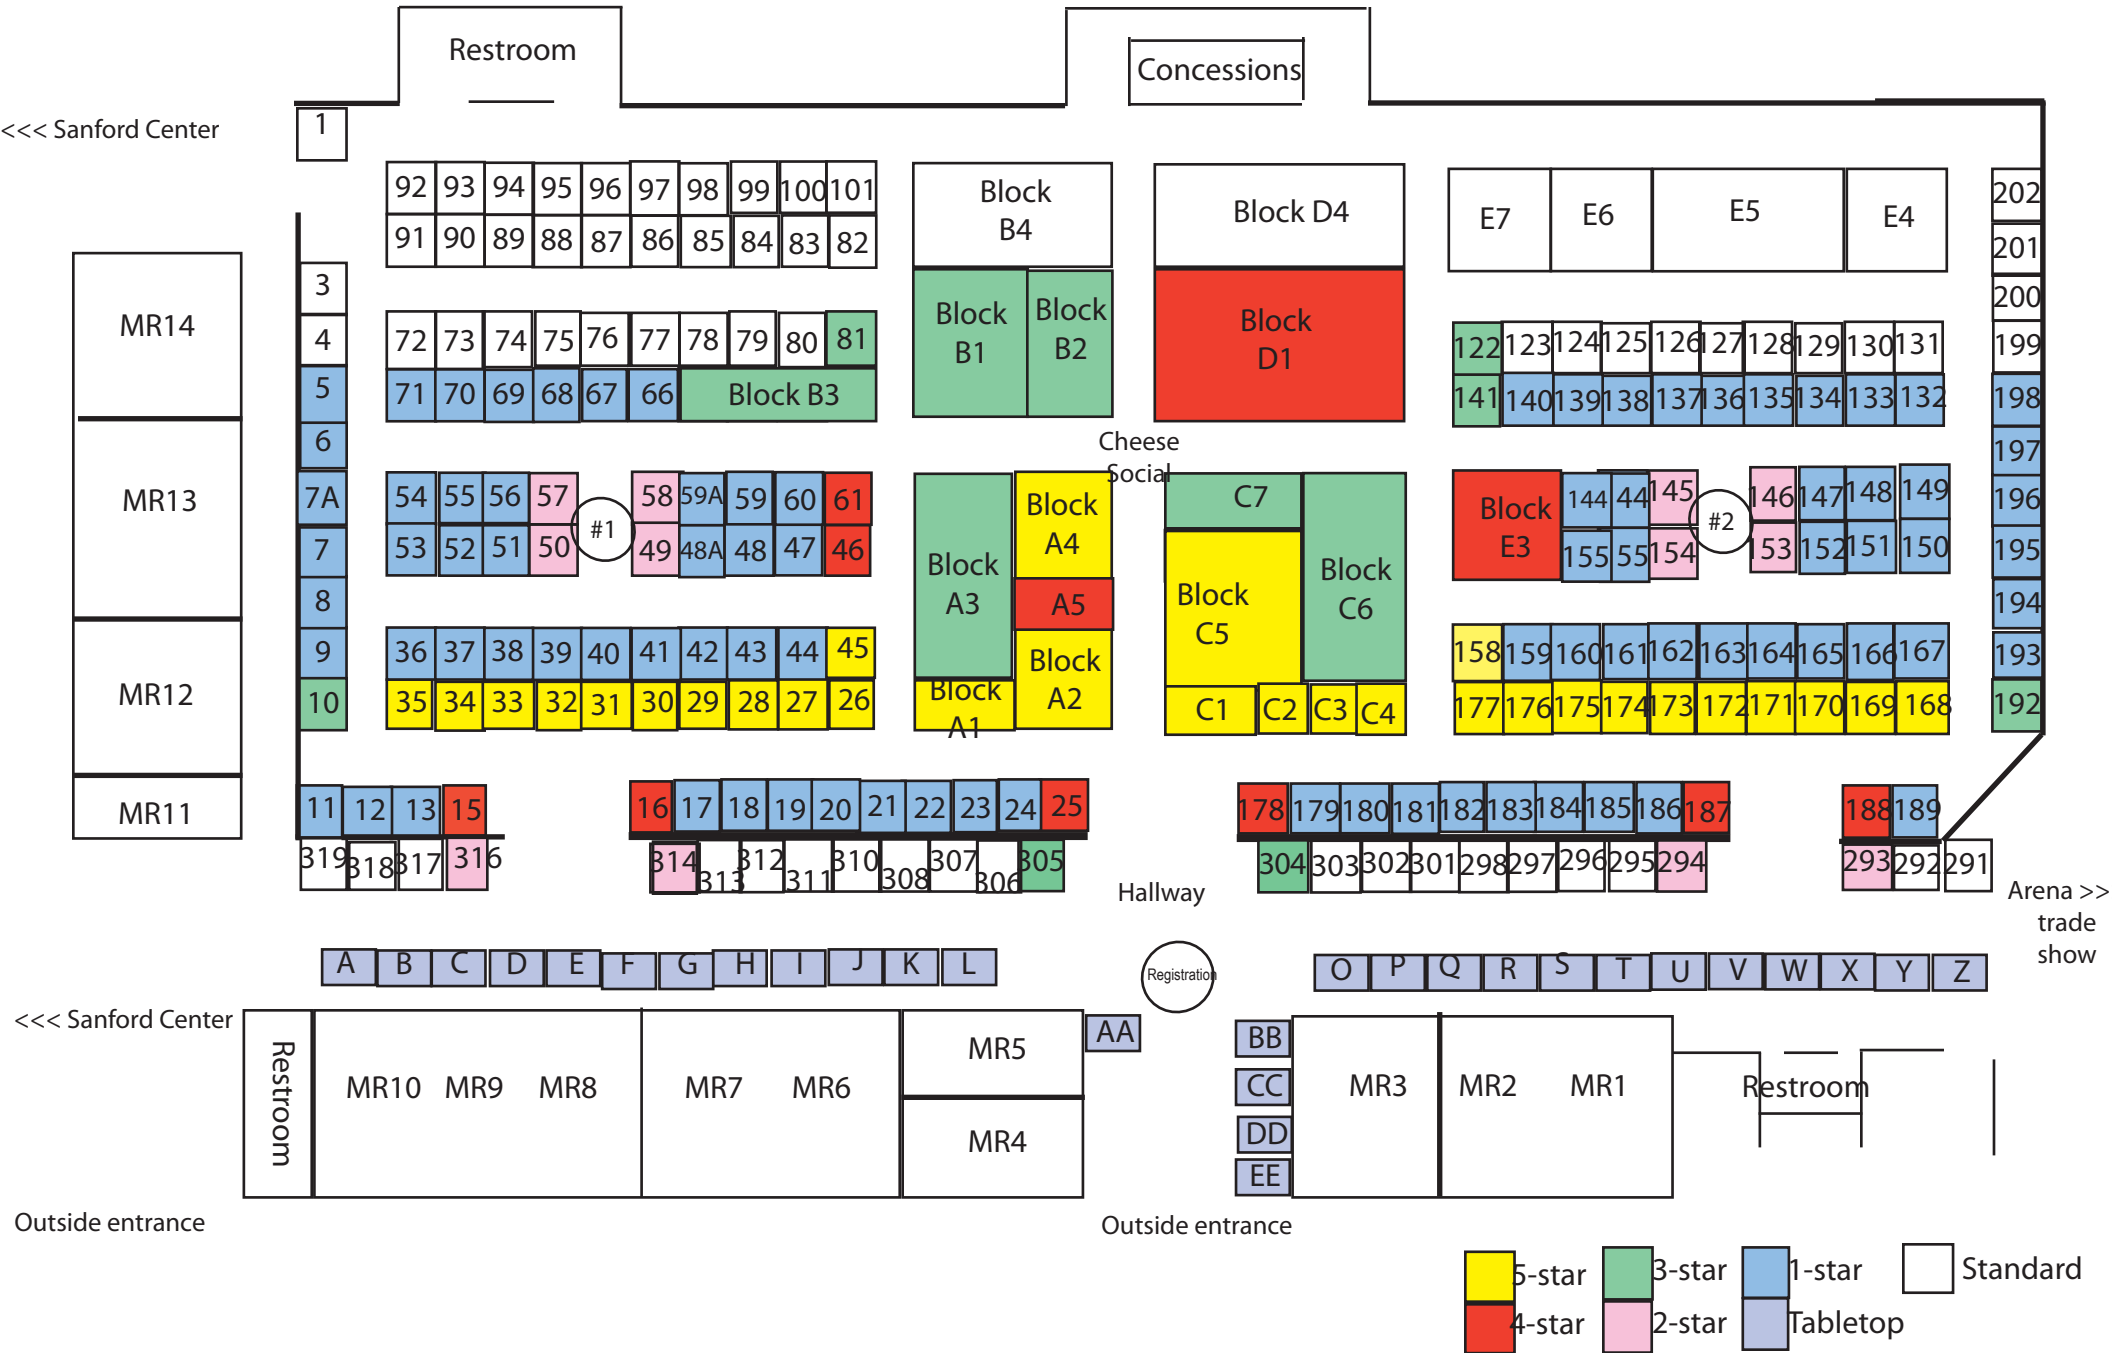 Restroom
Concessions
<<< Sanford Center
1
92 93 94 95 96 97 98 99 100 101
91 90 89 88 87 86 85 84 83 82
Block
B4
Block D4
E7 E6 E5 E4
202
201
200
199
198
197
196
195
194
193
192
MR14
MR13
MR12
MR11
3
4
5
6
7A
7
8
9
10
72 73 74 75 76 77 78 79 80 81
71 70 69 68 67 66 Block B3
Block
B1
Block
B2
Block
D1
122 123 124 125 126 127 128 129 130 131
141 140 139 138 137 136 135 134 133 132
Cheese
Social
54 55 56 57 #1 58 59A 59 60 61
53 52 51 50 49 48A 48 47 46
Block
A3
Block
A4
A5
Block
A2
Block
A1
C7
Block
C5
Block
C6
C1 C2 C3 C4
Block
E3
144 44 145 #2 146 147 148 149
155 55 154 153 152 151 150
36 37 38 39 40 41 42 43 44 45
35 34 33 32 31 30 29 28 27 26
158 159 160 161 162 163 164 165 166 167
177 176 175 174 173 172 171 170 169 168
11 12 13 15 16 17 18 19 20 21 22 23 24 25
178 179 180 181 182 183 184 185 186 187 188 189
319 318 317 316 314 313 312 311 310 308 307 306 305
304 303 302 301 298 297 296 295 294 293 292 291
Hallway
Arena >>
trade
show
A B C D E F G H I J K L
Registration
O P Q R S T U V W X Y Z
<<< Sanford Center
Restroom
MR10 MR9 MR8 MR7 MR6
MR5
MR4
AA
BB
CC
DD
EE
MR3 MR2 MR1
Restroom
Outside entrance
Outside entrance
5-star 3-star 1-star Standard
4-star 2-star Tabletop